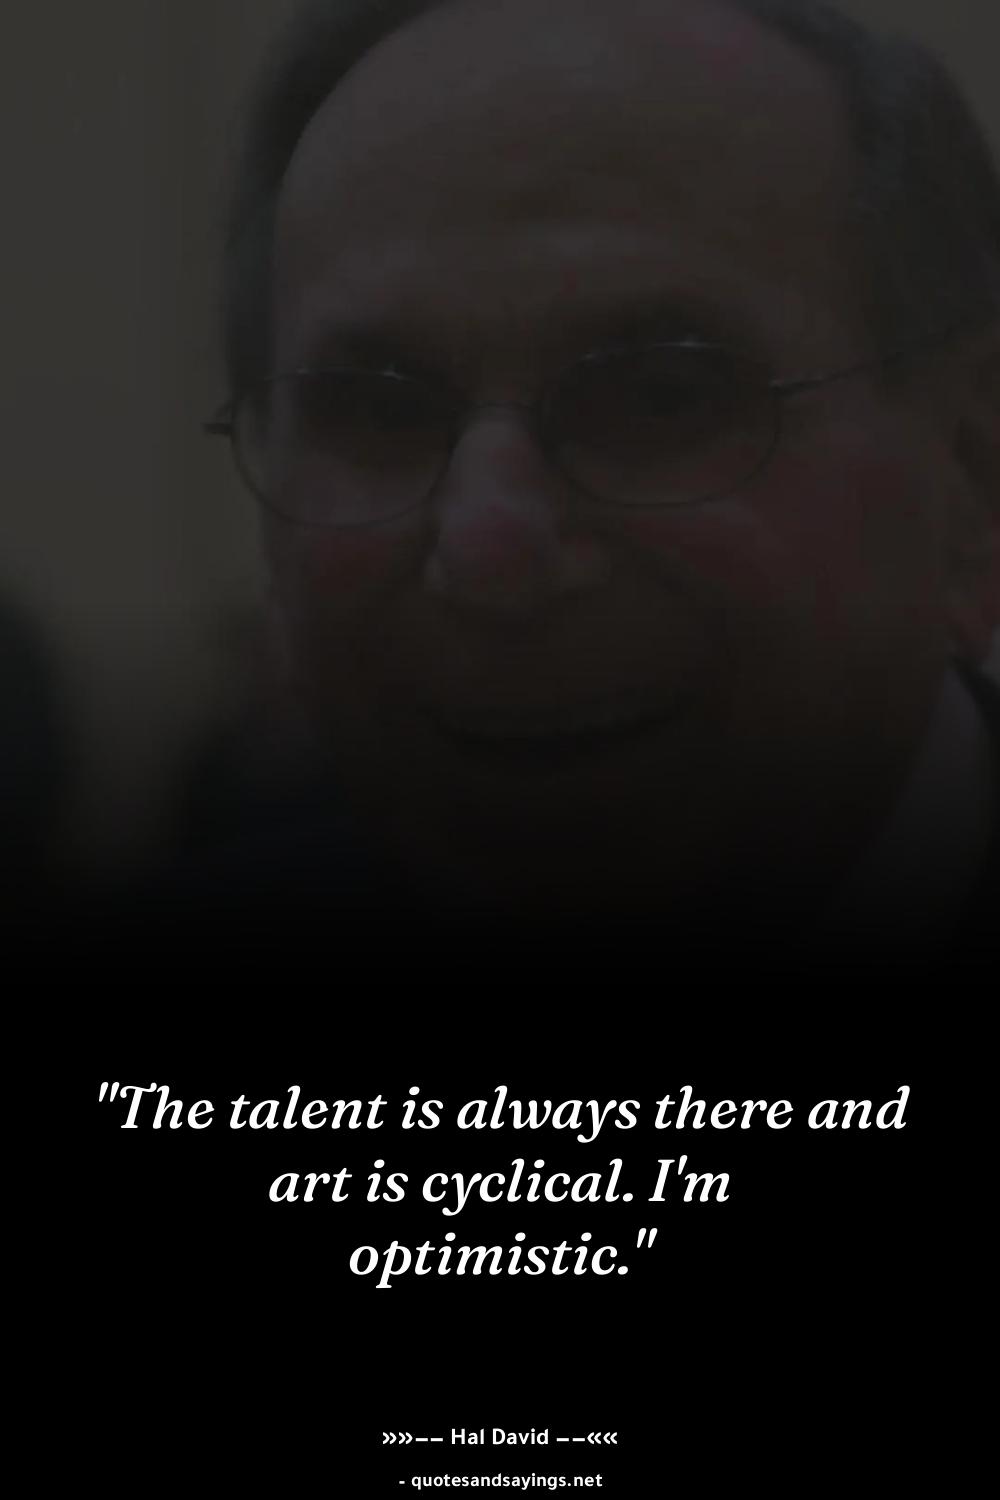 "The talent is always there and
art is cyclical. I'm
optimistic."
»»–– Hal David ––««
- quotesandsayings.net